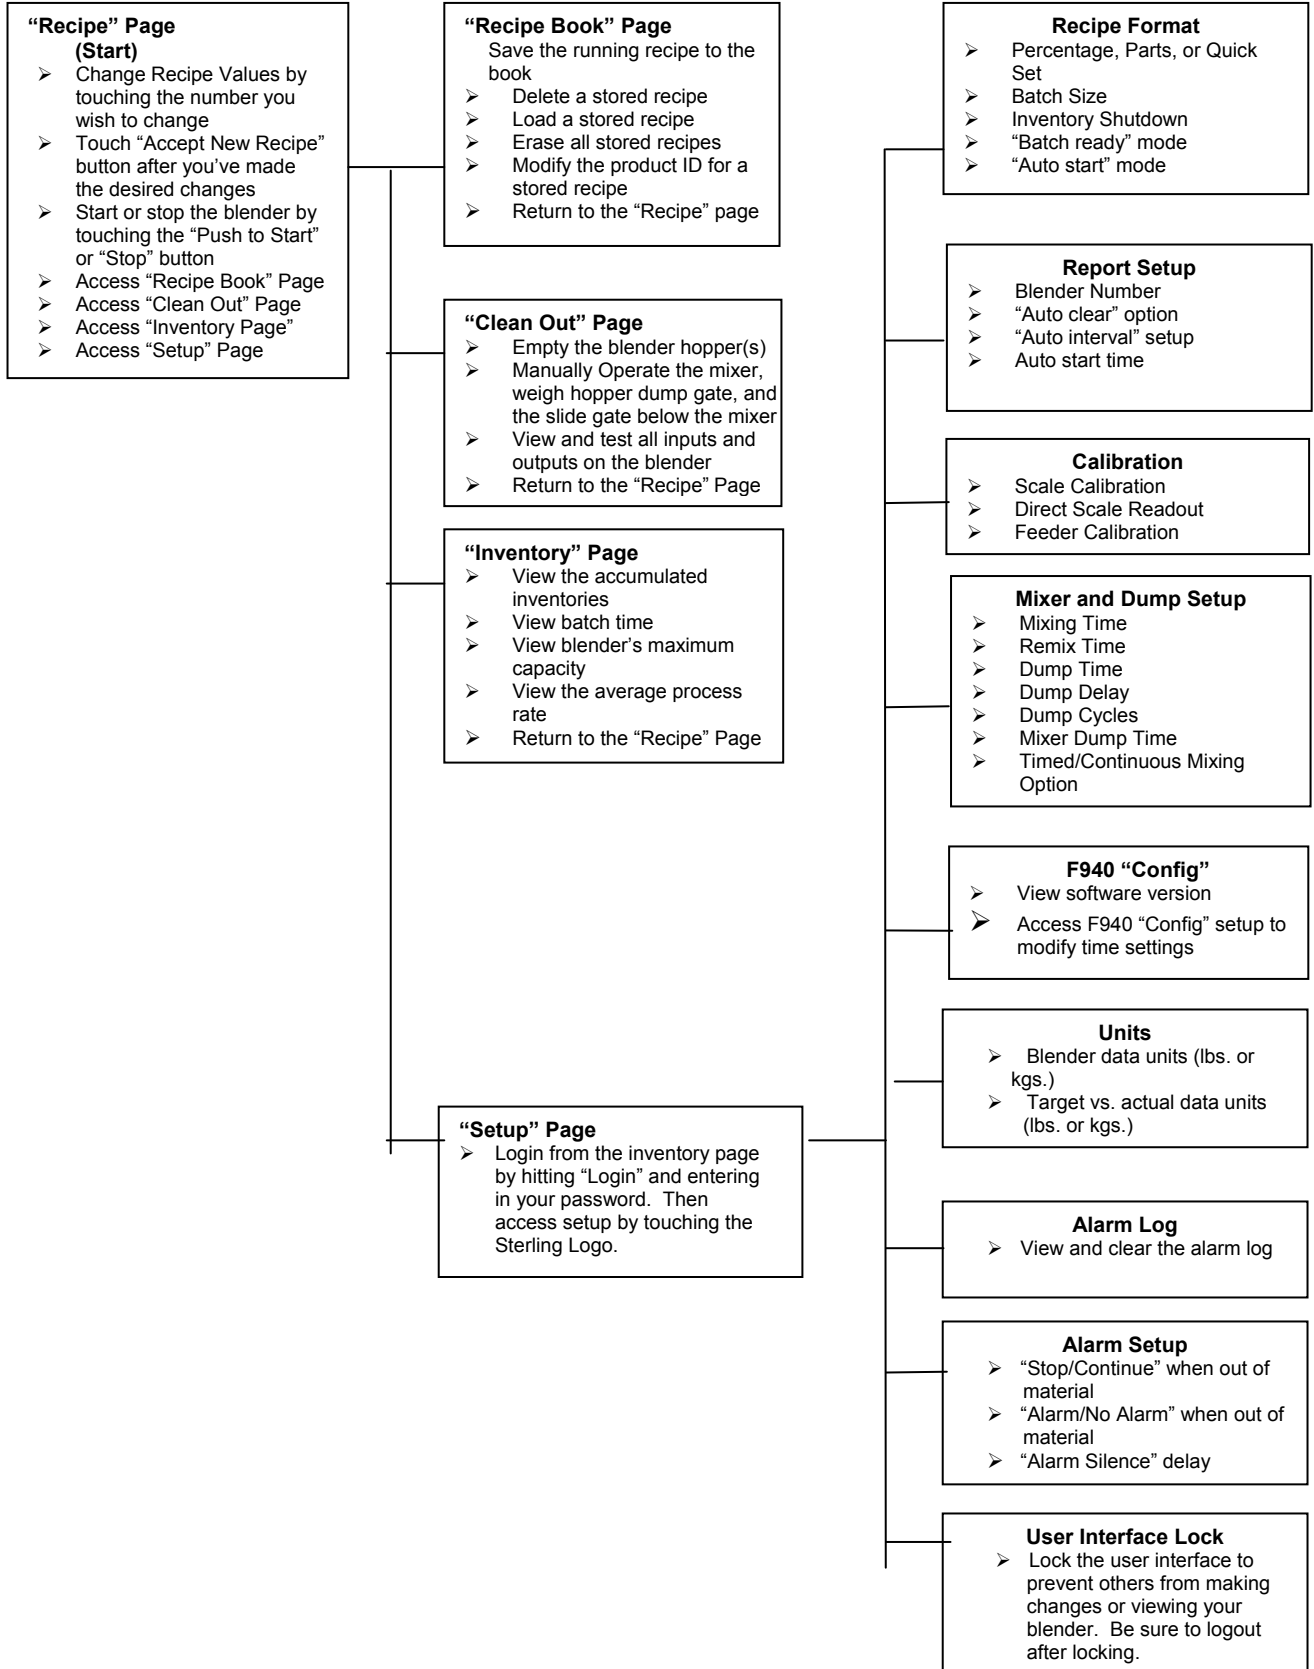 “Recipe” Page
(Start)
➢ Change Recipe Values by
touching the number you
wish to change
➢ Touch “Accept New Recipe”
button after you’ve made
the desired changes
➢ Start or stop the blender by
touching the “Push to Start”
or “Stop” button
➢ Access “Recipe Book” Page
➢ Access “Clean Out” Page
➢ Access “Inventory Page”
➢ Access “Setup” Page
“Recipe Book” Page
Save the running recipe to the
book
➢ Delete a stored recipe
➢ Load a stored recipe
➢ Erase all stored recipes
➢ Modify the product ID for a
stored recipe
➢ Return to the “Recipe” page
“Clean Out” Page
➢ Empty the blender hopper(s)
➢ Manually Operate the mixer,
weigh hopper dump gate, and
the slide gate below the mixer
➢ View and test all inputs and
outputs on the blender
➢ Return to the “Recipe” Page
“Inventory” Page
➢ View the accumulated
inventories
➢ View batch time
➢ View blender’s maximum
capacity
➢ View the average process
rate
➢ Return to the “Recipe” Page
“Setup” Page
➢ Login from the inventory page
by hitting “Login” and entering
in your password. Then
access setup by touching the
Sterling Logo.
Recipe Format
➢ Percentage, Parts, or Quick
Set
➢ Batch Size
➢ Inventory Shutdown
➢ “Batch ready” mode
➢ “Auto start” mode
Report Setup
➢ Blender Number
➢ “Auto clear” option
➢ “Auto interval” setup
➢ Auto start time
Calibration
➢ Scale Calibration
➢ Direct Scale Readout
➢ Feeder Calibration
Mixer and Dump Setup
➢ Mixing Time
➢ Remix Time
➢ Dump Time
➢ Dump Delay
➢ Dump Cycles
➢ Mixer Dump Time
➢ Timed/Continuous Mixing
Option
F940 “Config”
➢ View software version
➢ Access F940 “Config” setup to
modify time settings
Units
➢ Blender data units (lbs. or
kgs.)
➢ Target vs. actual data units
(lbs. or kgs.)
Alarm Log
➢ View and clear the alarm log
Alarm Setup
➢ “Stop/Continue” when out of
material
➢ “Alarm/No Alarm” when out of
material
➢ “Alarm Silence” delay
User Interface Lock
➢ Lock the user interface to
prevent others from making
changes or viewing your
blender. Be sure to logout
after locking.